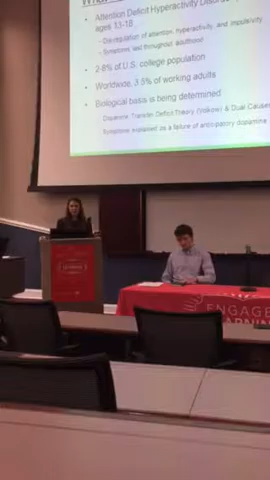 • Attention Deficit Hyperactivity Disor
ages 13-18
– Dysregulation of attention, hyperactivity, and impulsivity
– Symptoms last throughout adulthood
• 2-8% of U.S. college population
• Worldwide, 3.5% of working adults
• Biological basis is being determined
Dopamine Transfer Deficit Theory (Volkow) & Dual
Symptoms explained as a failure of anticipatory dopamine
ENGAGE